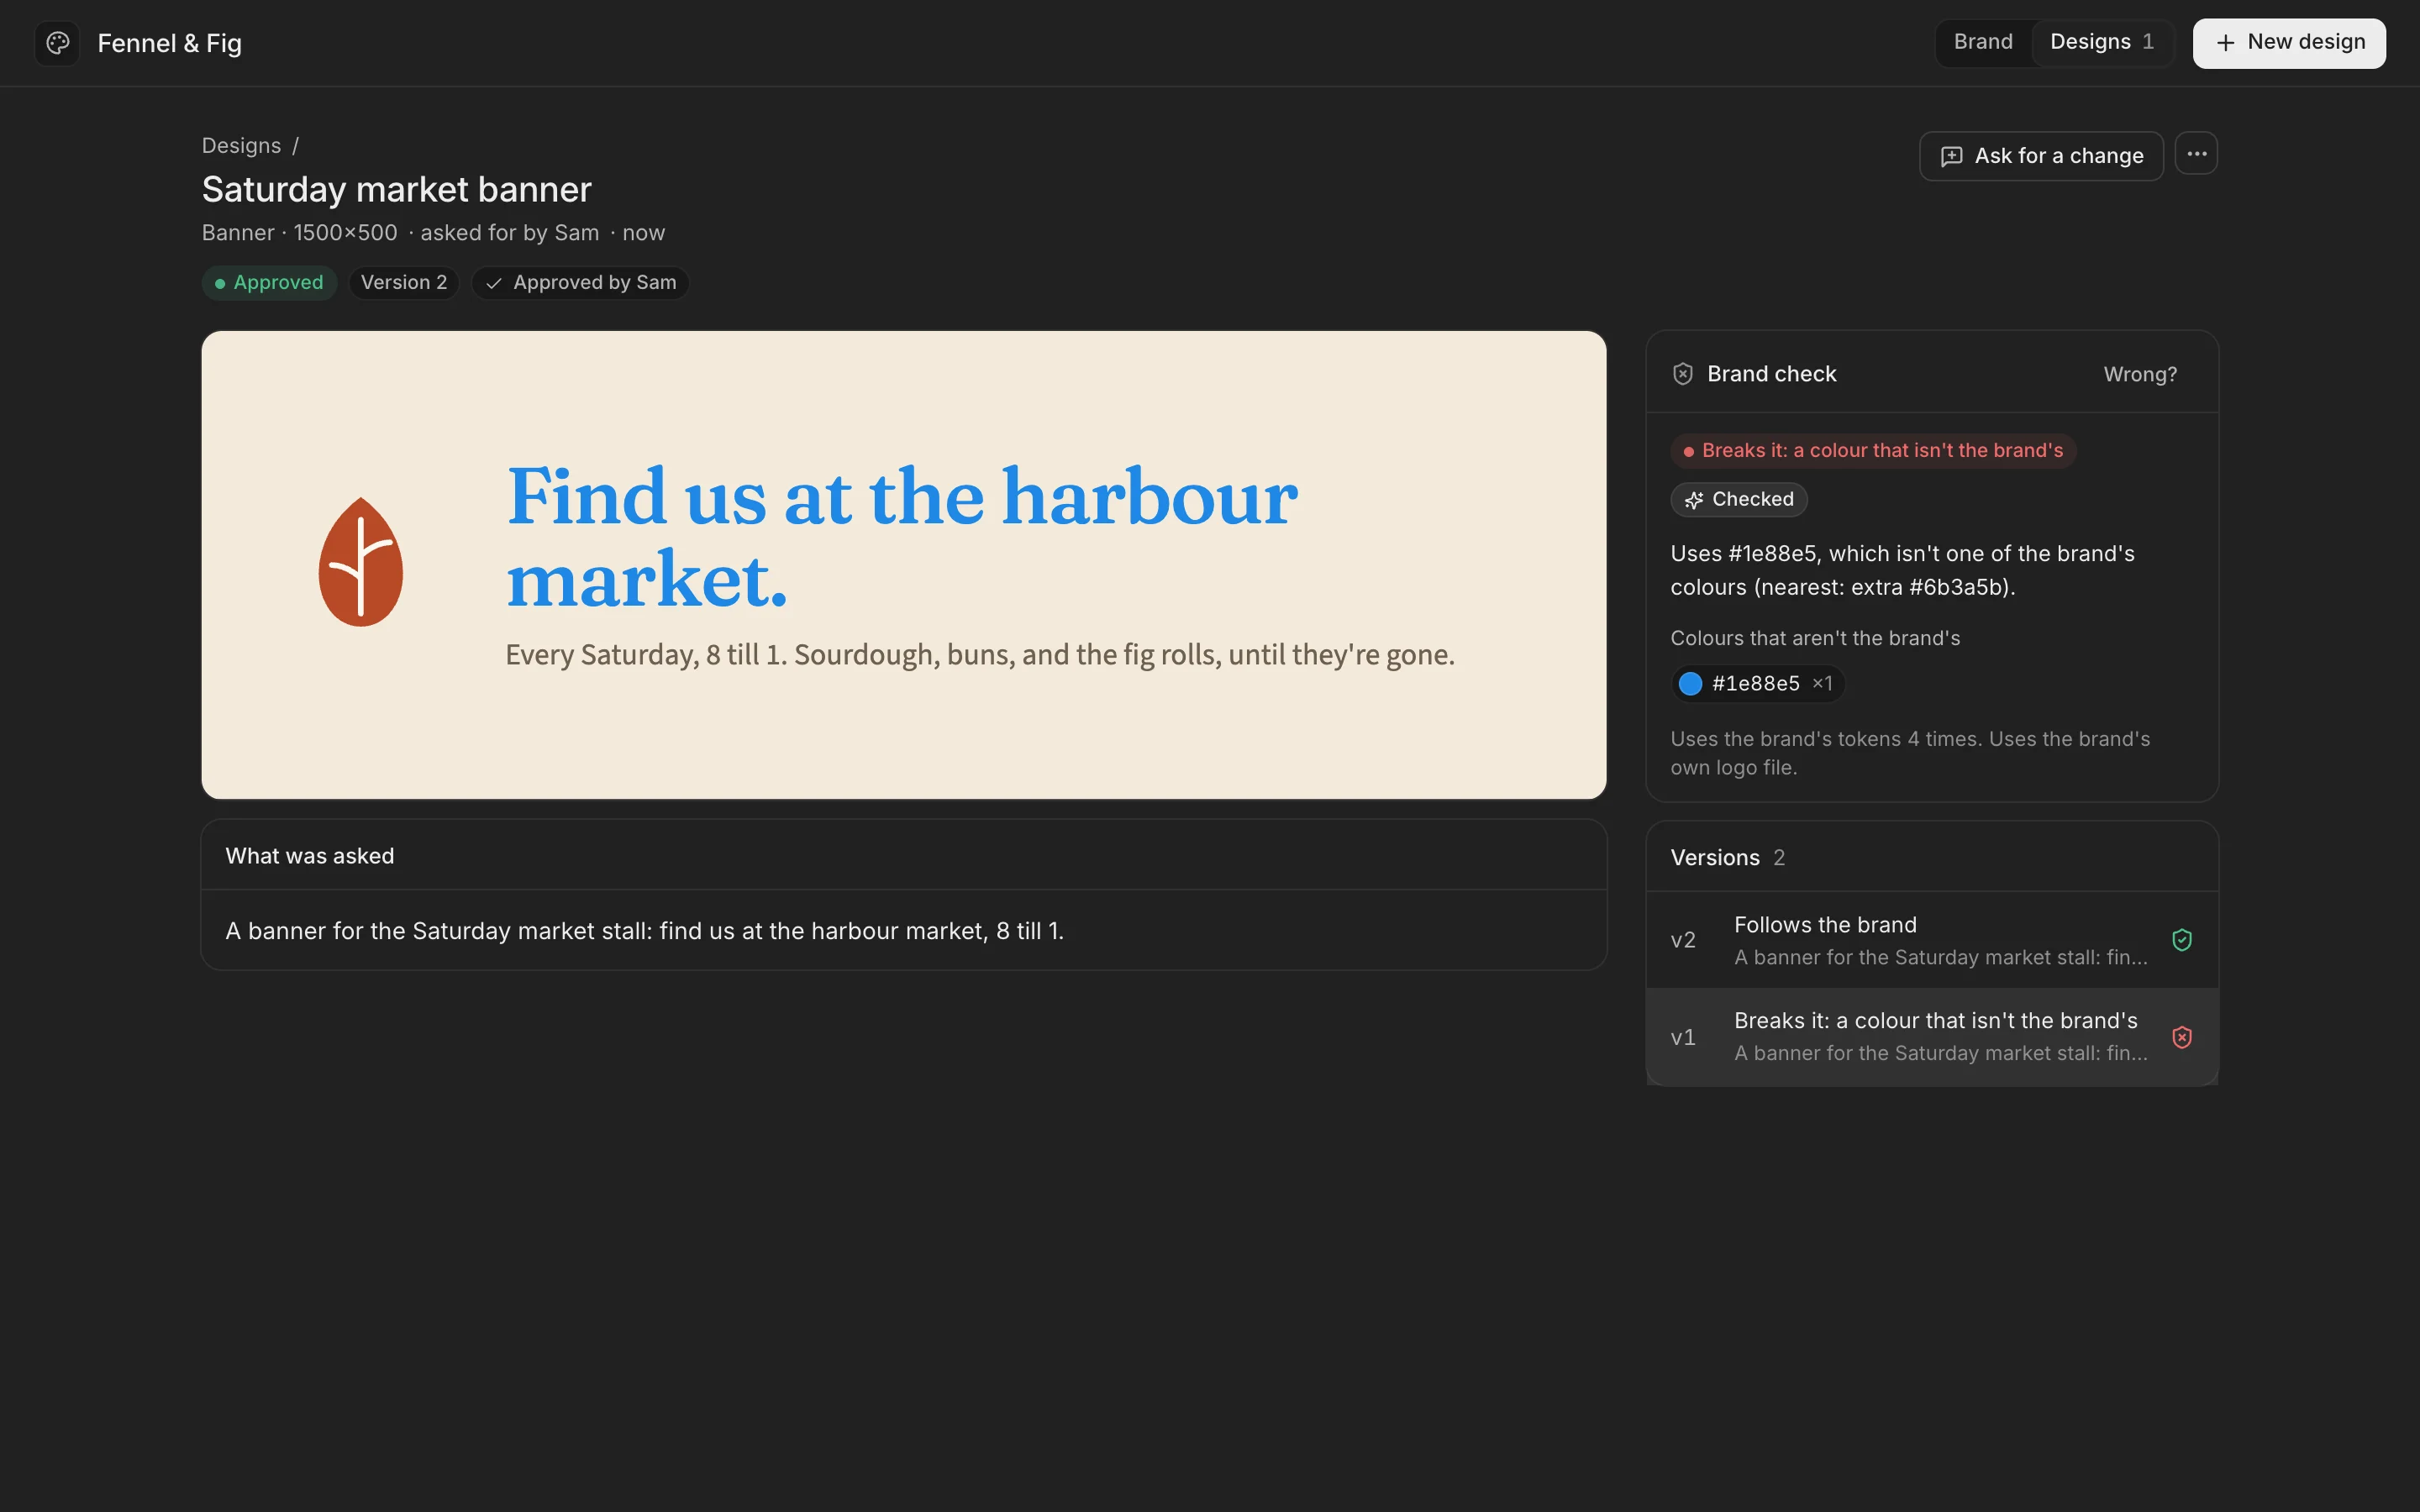 Fennel & Fig
Brand
Designs 1
New design
Designs /
Saturday market banner
Banner · 1500×500 · asked for by Sam · now
Ask for a change
Approved
Version 2
Approved by Sam
Find us at the harbour
market.
Every Saturday, 8 till 1. Sourdough, buns, and the fig rolls, until they're gone.
What was asked
A banner for the Saturday market stall: find us at the harbour market, 8 till 1.
Brand check
Wrong?
Breaks it: a colour that isn't the brand's
Checked
Uses #1e88e5, which isn't one of the brand's
colours (nearest: extra #6b3a5b).
Colours that aren't the brand's
#1e88e5 ×1
Uses the brand's tokens 4 times. Uses the brand's
own logo file.
Versions 2
v2
Follows the brand
A banner for the Saturday market stall: fin...
v1
Breaks it: a colour that isn't the brand's
A banner for the Saturday market stall: fin...